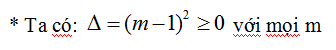 * Ta có: Δ = (m−1)² ≥ 0 với mọi m